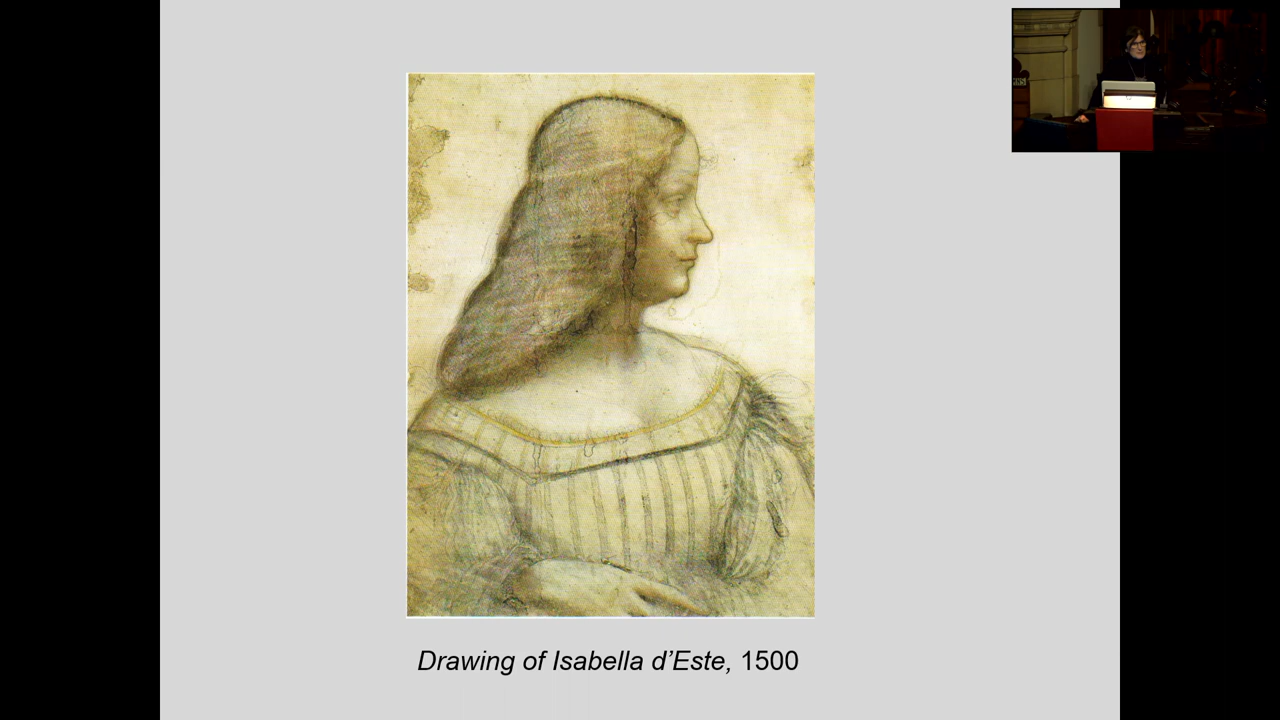 Drawing of Isabella d’Este, 1500